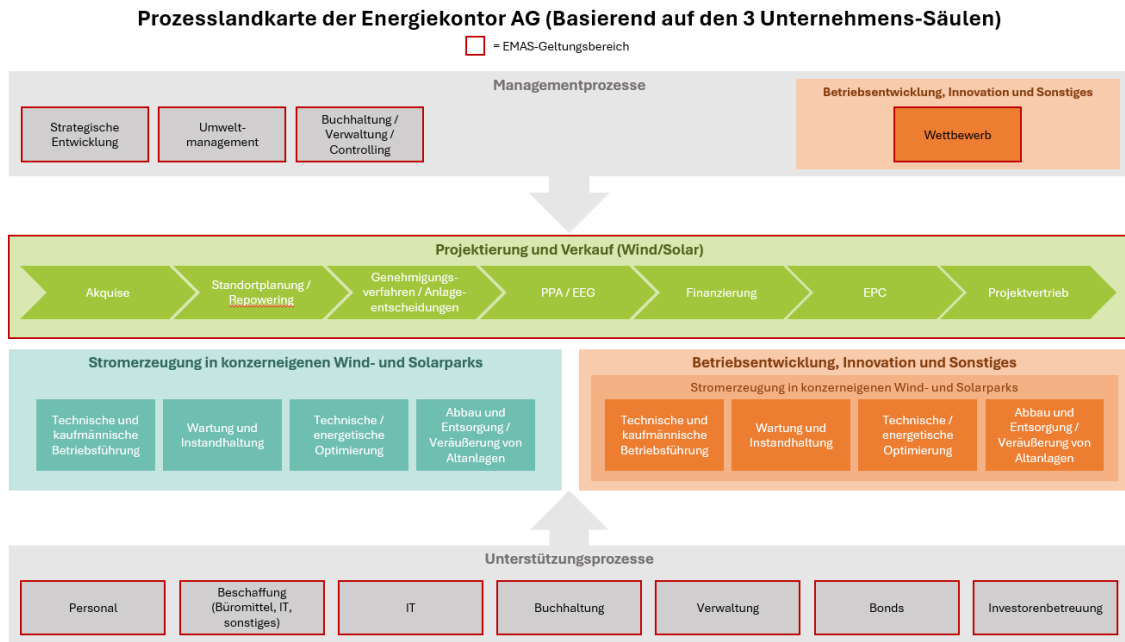 Prozesslandkarte der Energiekontor AG (Basierend auf den 3 Unternehmens-Säulen)
= EMAS-Geltungsbereich
Managementprozesse
Strategische
Entwicklung
Umwelt-
management
Buchhaltung /
Verwaltung /
Controlling
Betriebsentwicklung, Innovation und Sonstiges
Wettbewerb
Projektierung und Verkauf (Wind/Solar)
Akquise
Standortplanung /
Repowering
Genehmigungs-
verfahren / Anlage-
entscheidungen
PPA / EEG
Finanzierung
EPC
Projektvertrieb
Stromerzeugung in konzerneigenen Wind- und Solarparks
Technische und
kaufmännische
Betriebsführung
Wartung und
Instandhaltung
Technische /
energetische
Optimierung
Abbau und
Entsorgung /
Veräußerung von
Altanlagen
Betriebsentwicklung, Innovation und Sonstiges
Stromerzeugung in konzerneigenen Wind- und Solarparks
Technische und
kaufmännische
Betriebsführung
Wartung und
Instandhaltung
Technische /
energetische
Optimierung
Abbau und
Entsorgung /
Veräußerung von
Altanlagen
Unterstützungsprozesse
Personal
Beschaffung
(Büromittel, IT,
sonstiges)
IT
Buchhaltung
Verwaltung
Bonds
Investorenbetreuung